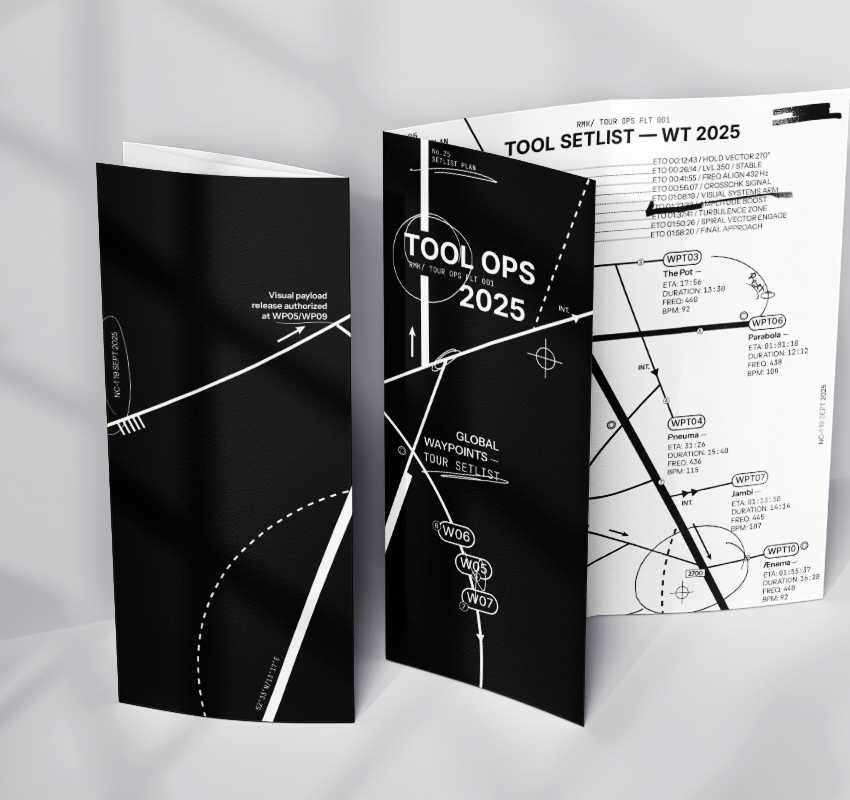 Visual payload
release authorized
at WP05/WP09
NC-1 19 SEPT 2025
52°33'N/13°17'E
No.25
SETLIST PLAN
TOOL OPS
RMK/ TOUR OPS FLT 001
2025
INT.
GLOBAL
WAYPOINTS —
TOUR SETLIST
6 W06
W05
7 W07
RMK/ TOUR OPS FLT 001
TOOL SETLIST — WT 2025
ETO 00:12:43 / HOLD VECTOR 270°
ETO 00:26:14 / LVL 350 / STABLE
ETO 00:41:55 / FREQ ALIGN 432 Hz
ETO 00:56:07 / CROSSCHK SIGNAL
ETO 01:08:19 / VISUAL SYSTEMS ARM
AMPLITUDE BOOST
ETO 01:37:41 / TURBULENCE ZONE
ETO 01:50:26 / SPIRAL VECTOR ENGAGE
ETO 01:58:20 / FINAL APPROACH
WPT03
The Pot —
ETA: 17:56
DURATION: 13:30
FREQ: 440
BPM: 92
WPT06
Parabola —
ETA: 01:01:18
DURATION: 12:12
FREQ: 438
BPM: 108
INT.
WPT04
Pneuma —
ETA: 31:26
DURATION: 15:40
FREQ: 436
BPM: 115
NC-1 19 SEPT 2025
WPT07
Jambi —
ETA: 01:13:30
DURATION: 14:14
FREQ: 445
BPM: 107
INT.
WPT10
Ænema —
ETA: 01:55:37
DURATION: 16:28
FREQ: 440
BPM: 92
2700